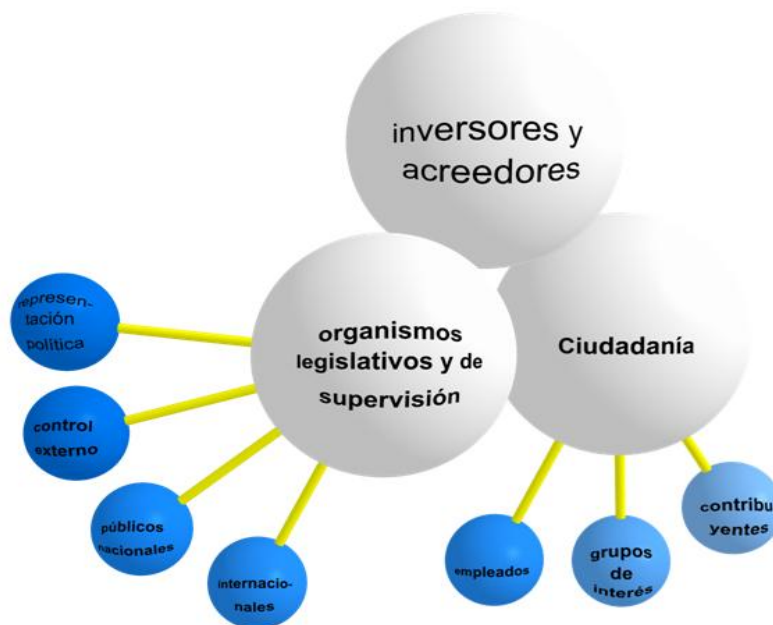 inversores y
acreedores
organismos
legislativos y de
supervisión
Ciudadanía
represen-
tación
política
control
externo
públicos
nacionales
internacio-
nales
empleados
grupos
de
interés
contribu
yentes